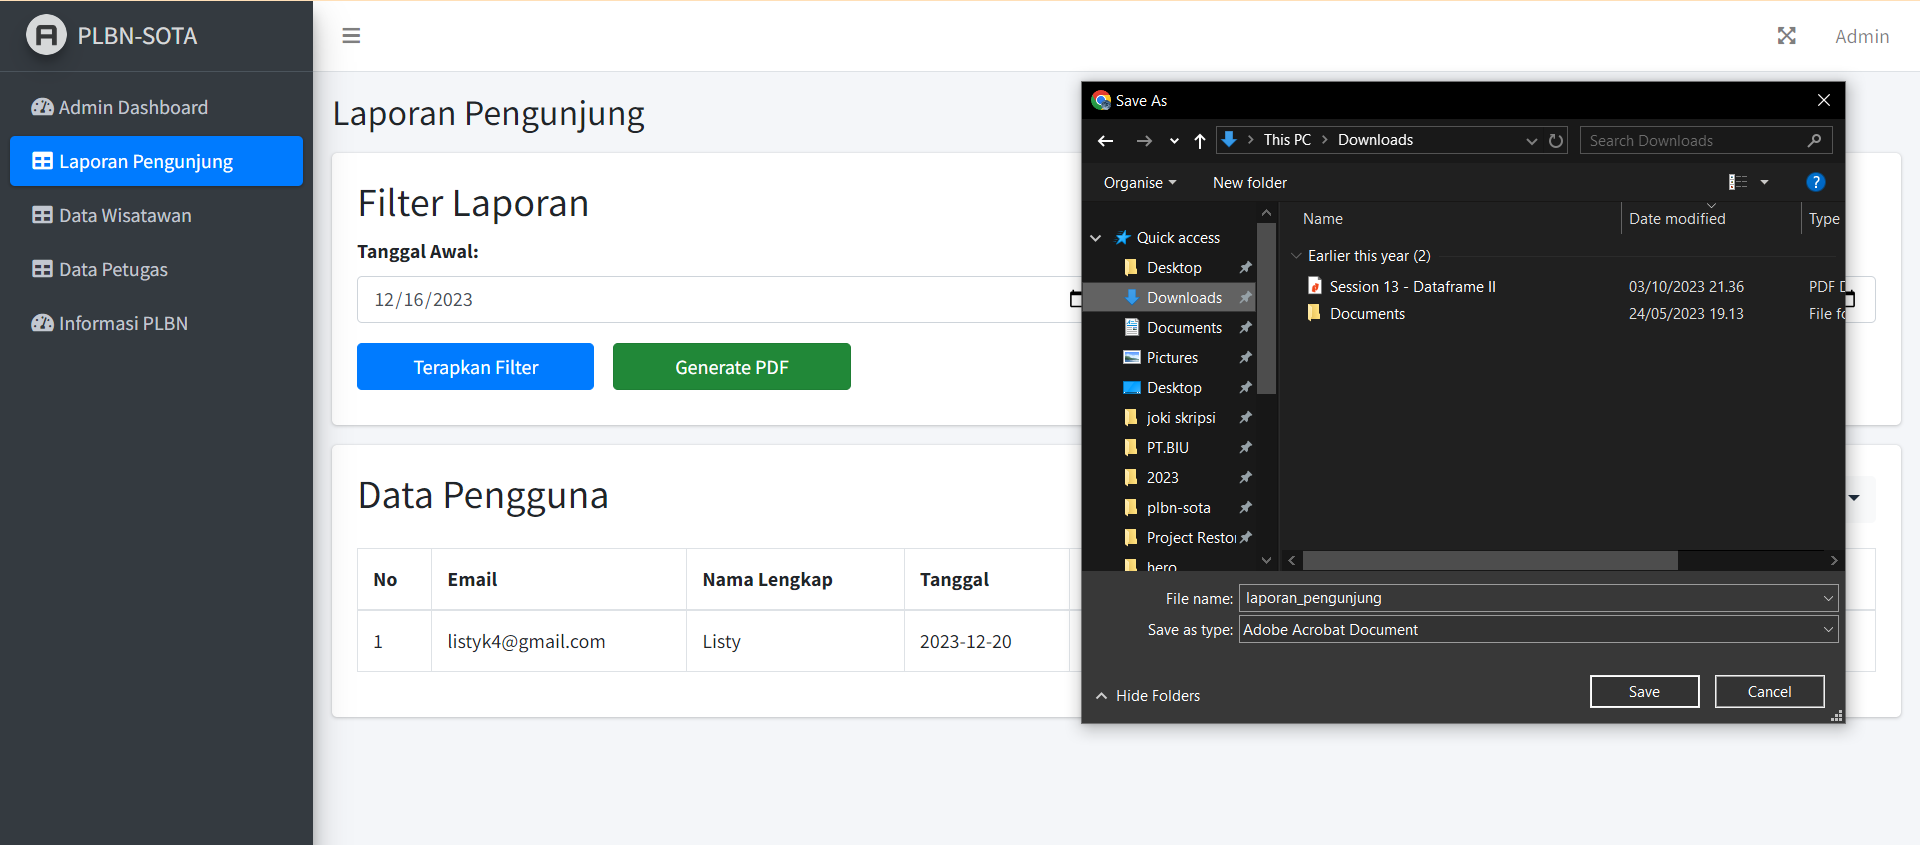 PLBN-SOTA
Admin
Admin Dashboard
Laporan Pengunjung
Data Wisatawan
Data Petugas
Informasi PLBN
Laporan Pengunjung
Filter Laporan
Tanggal Awal:
12/16/2023
Terapkan Filter
Generate PDF
Data Pengguna
No Email Nama Lengkap Tanggal
1 listyk4@gmail.com Listy 2023-12-20
Save As
This PC > Downloads
Search Downloads
Organise
New folder
?
Quick access
Desktop
Downloads
Documents
Pictures
Desktop
joki skripsi
PT.BIU
2023
plbn-sota
Project Resto
hero
Name Date modified Type
Earlier this year (2)
Session 13 - Dataframe II 03/10/2023 21.36 PDF D
Documents 24/05/2023 19.13 File fo
File name: laporan_pengunjung
Save as type: Adobe Acrobat Document
Hide Folders
Save
Cancel